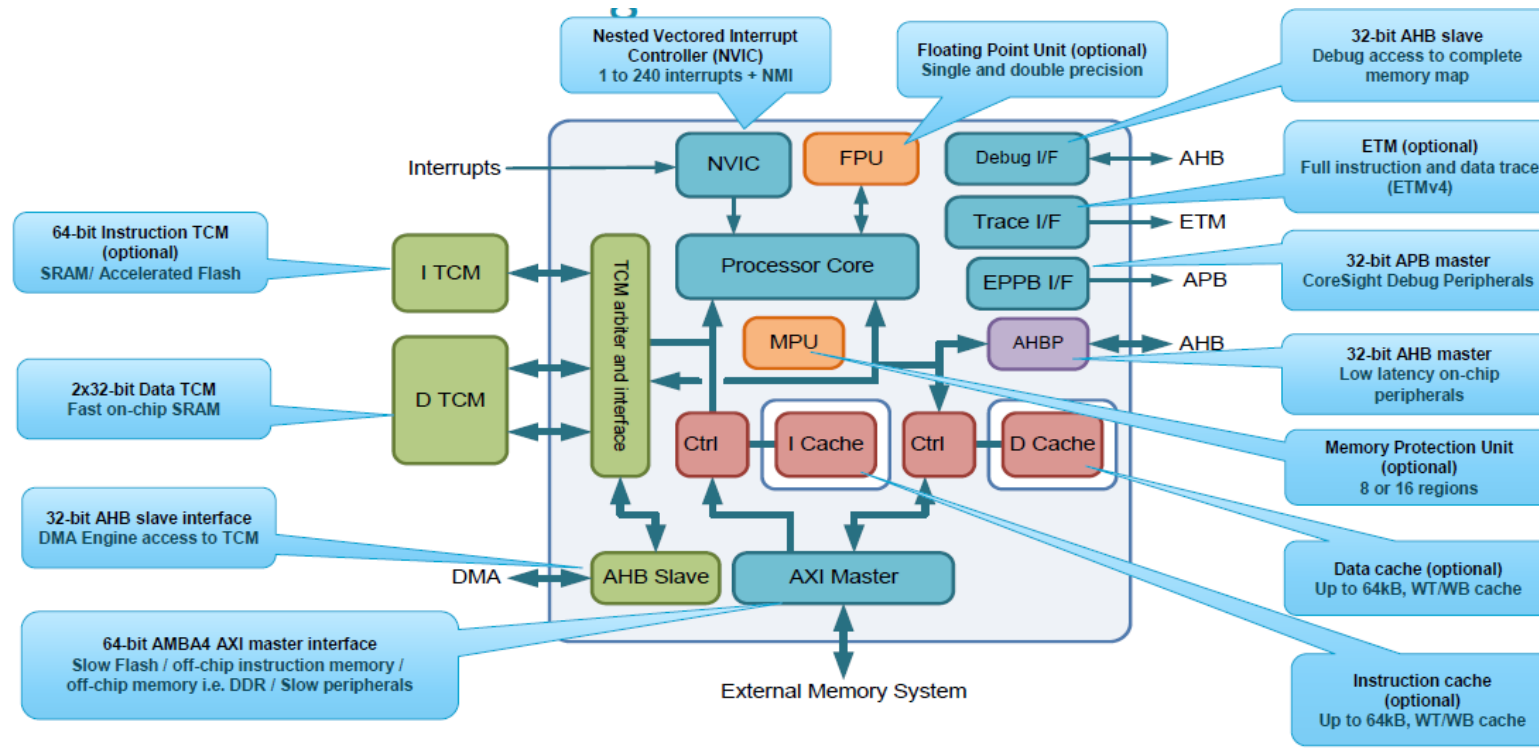 Nested Vectored Interrupt
Controller (NVIC)
1 to 240 interrupts + NMI
Floating Point Unit (optional)
Single and double precision
32-bit AHB slave
Debug access to complete
memory map
Interrupts
NVIC
FPU
Debug I/F
AHB
ETM (optional)
Full instruction and data trace
(ETMv4)
Trace I/F
ETM
64-bit Instruction TCM
(optional)
SRAM/ Accelerated Flash
I TCM
TCM arbiter and interface
Processor Core
EPPB I/F
APB
32-bit APB master
CoreSight Debug Peripherals
MPU
AHBP
AHB
32-bit AHB master
Low latency on-chip
peripherals
2x32-bit Data TCM
Fast on-chip SRAM
D TCM
Ctrl
I Cache
Ctrl
D Cache
Memory Protection Unit
(optional)
8 or 16 regions
32-bit AHB slave interface
DMA Engine access to TCM
DMA
AHB Slave
AXI Master
Data cache (optional)
Up to 64kB, WT/WB cache
64-bit AMBA4 AXI master interface
Slow Flash / off-chip instruction memory /
off-chip memory i.e. DDR / Slow peripherals
External Memory System
Instruction cache
(optional)
Up to 64kB, WT/WB cache